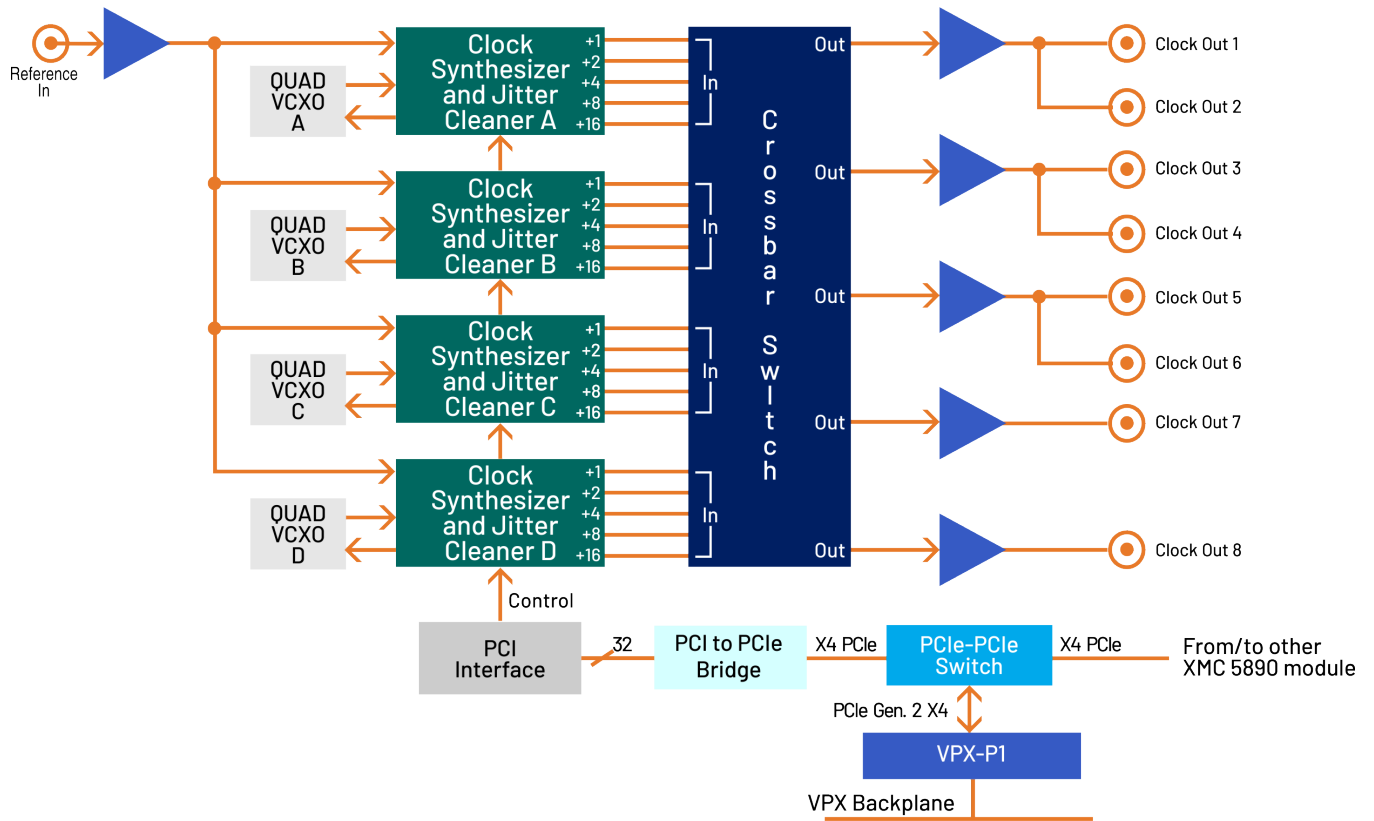 Reference
In
QUAD
VCXO
A
Clock
Synthesizer
and Jitter
Cleaner A
+1
+2
+4
+8
+16
In
QUAD
VCXO
B
Clock
Synthesizer
and Jitter
Cleaner B
+1
+2
+4
+8
+16
In
QUAD
VCXO
C
Clock
Synthesizer
and Jitter
Cleaner C
+1
+2
+4
+8
+16
In
QUAD
VCXO
D
Clock
Synthesizer
and Jitter
Cleaner D
+1
+2
+4
+8
+16
In
Crossbar SwItch
Out
Out
Out
Out
Out
Clock Out 1
Clock Out 2
Clock Out 3
Clock Out 4
Clock Out 5
Clock Out 6
Clock Out 7
Clock Out 8
Control
PCI
Interface
32
PCI to PCIe
Bridge
X4 PCIe
PCIe-PCIe
Switch
X4 PCIe
From/to other
XMC 5890 module
PCIe Gen. 2 X4
VPX-P1
VPX Backplane